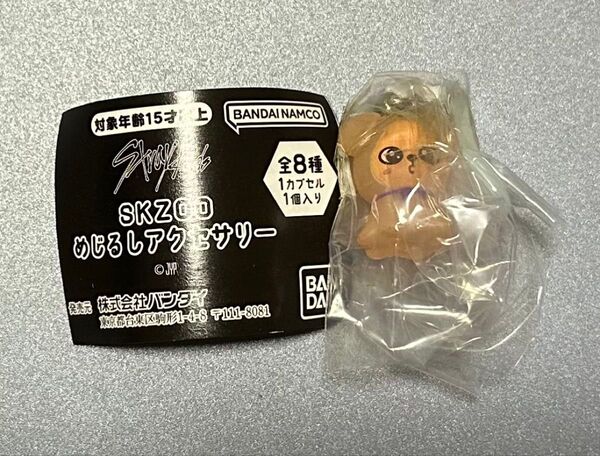 対象年齢15才 上
BANDAI NAMCO
Stray Kids
全8種
1カプセル
1個入り
SKZOO
めじるしアクセサリー
©JYP
発売元 株式会社バンダイ
東京都台東区駒形1-4-8 〒111-8081
BAN
DA